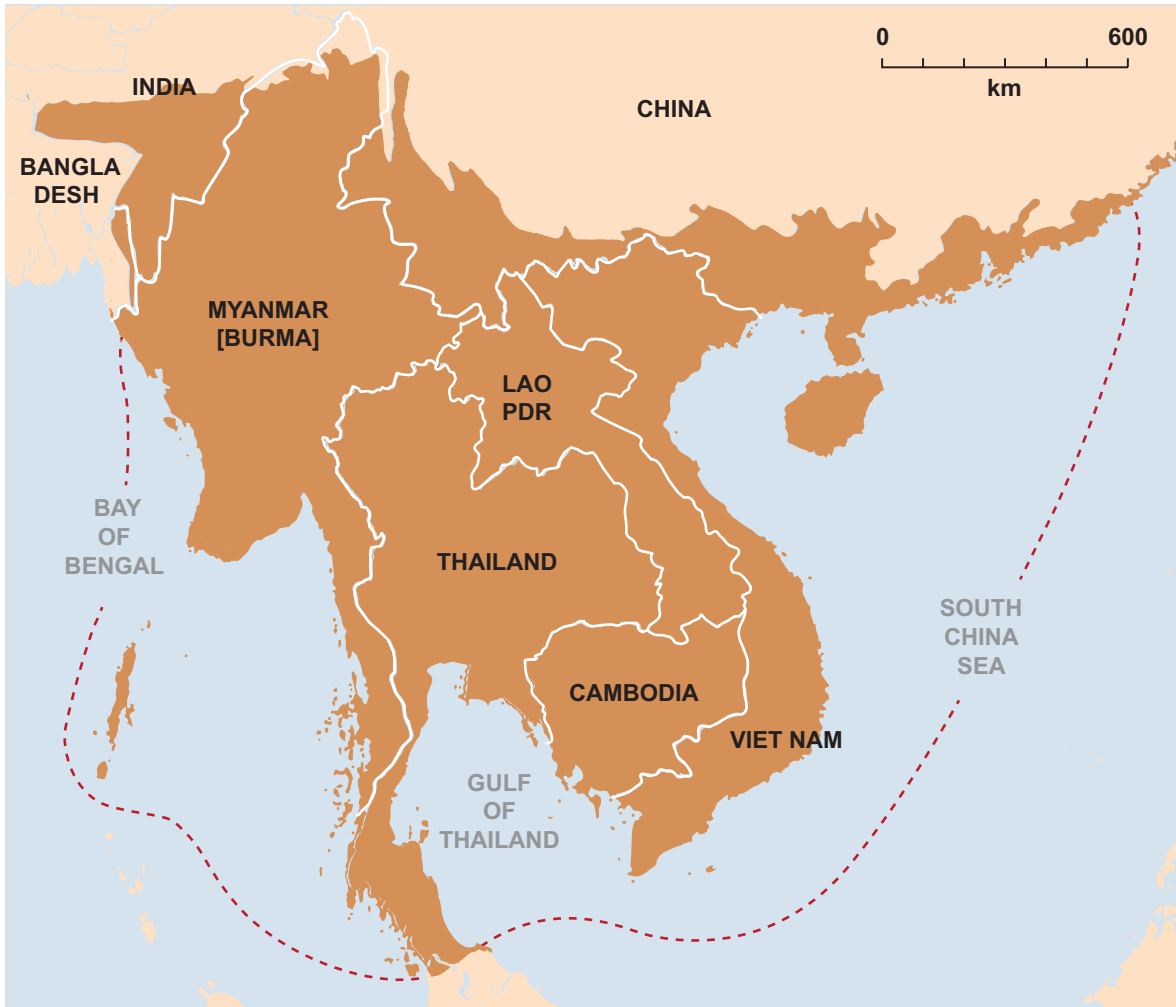 0 600
km
INDIA
CHINA
BANGLA
DESH
MYANMAR
[BURMA]
LAO
PDR
BAY
OF
BENGAL
THAILAND
SOUTH
CHINA
SEA
CAMBODIA
VIET NAM
GULF
OF
THAILAND